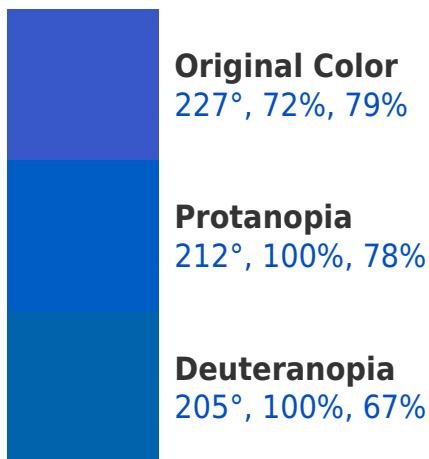 Original Color
227°, 72%, 79%
Protanopia
212°, 100%, 78%
Deuteranopia
205°, 100%, 67%